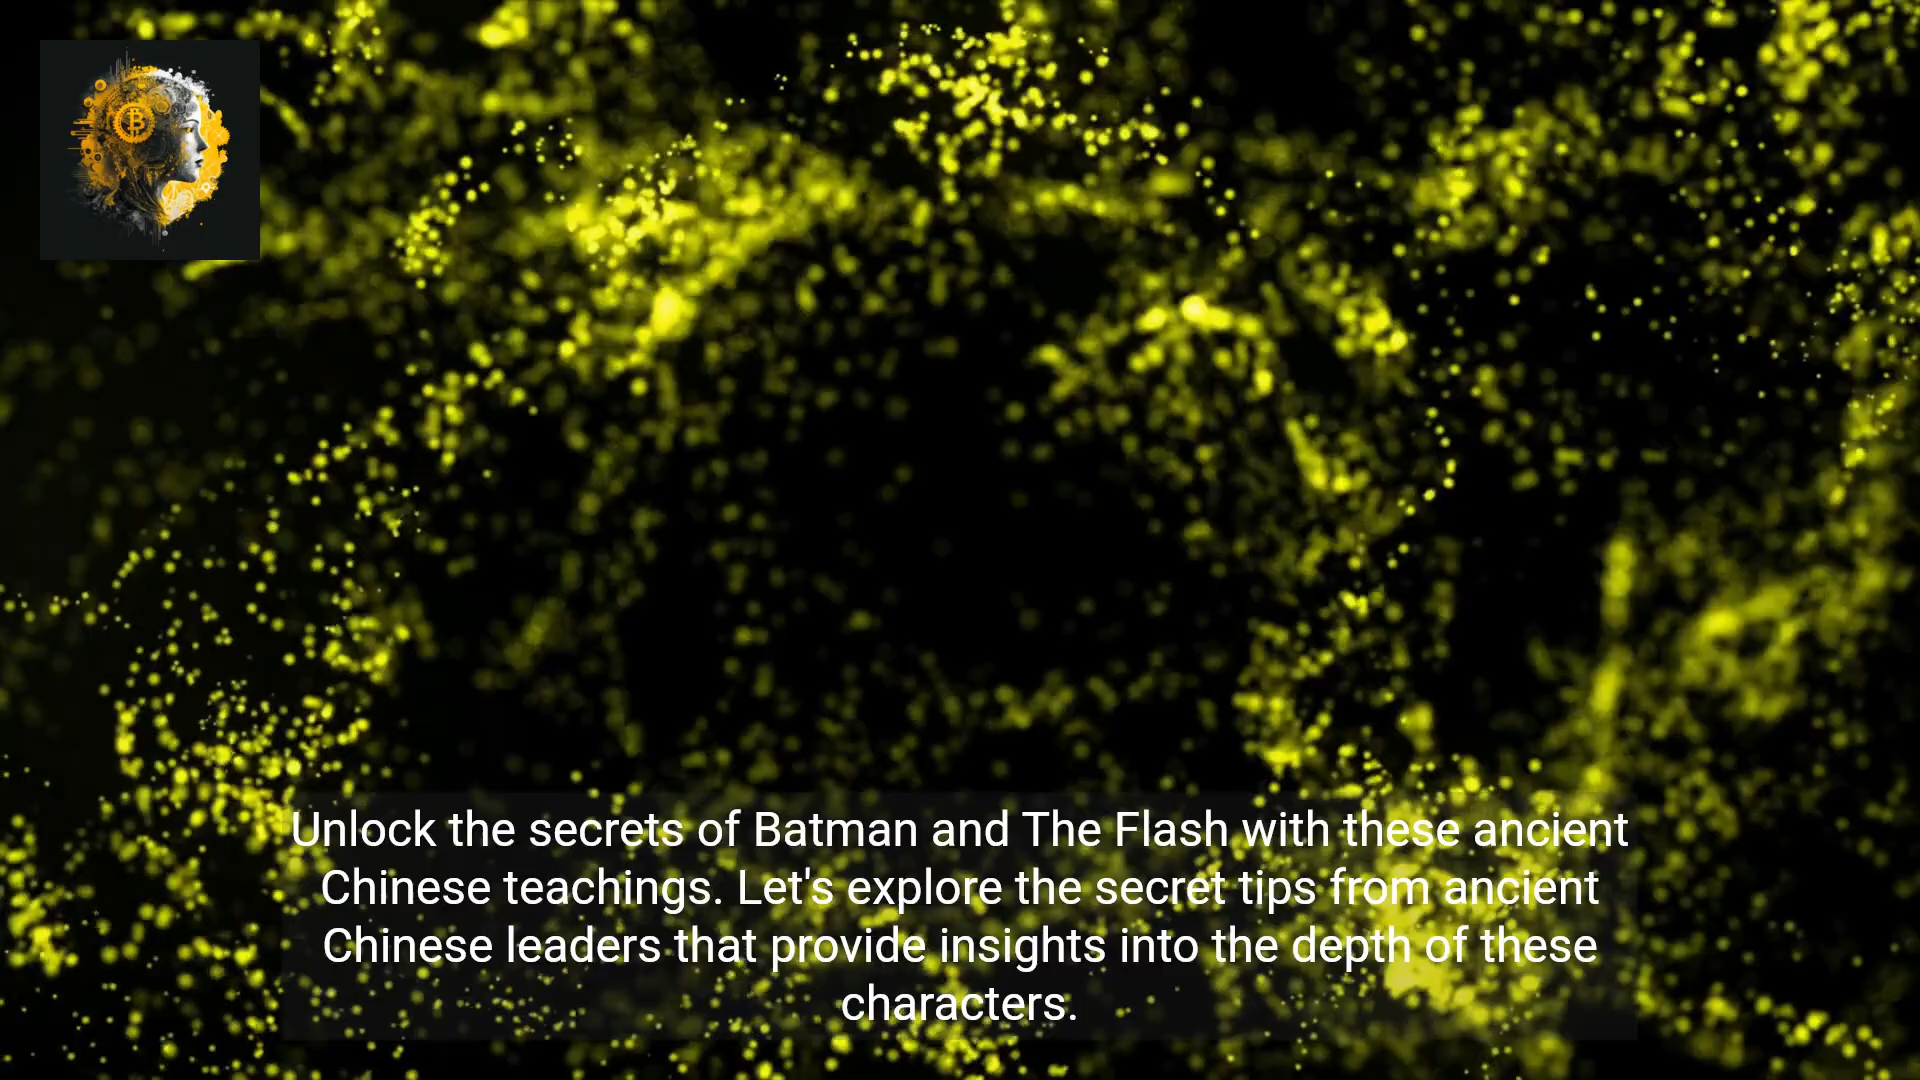 Unlock the secrets of Batman and The Flash with these ancient
Chinese teachings. Let's explore the secret tips from ancient
Chinese leaders that provide insights into the depth of these
characters.